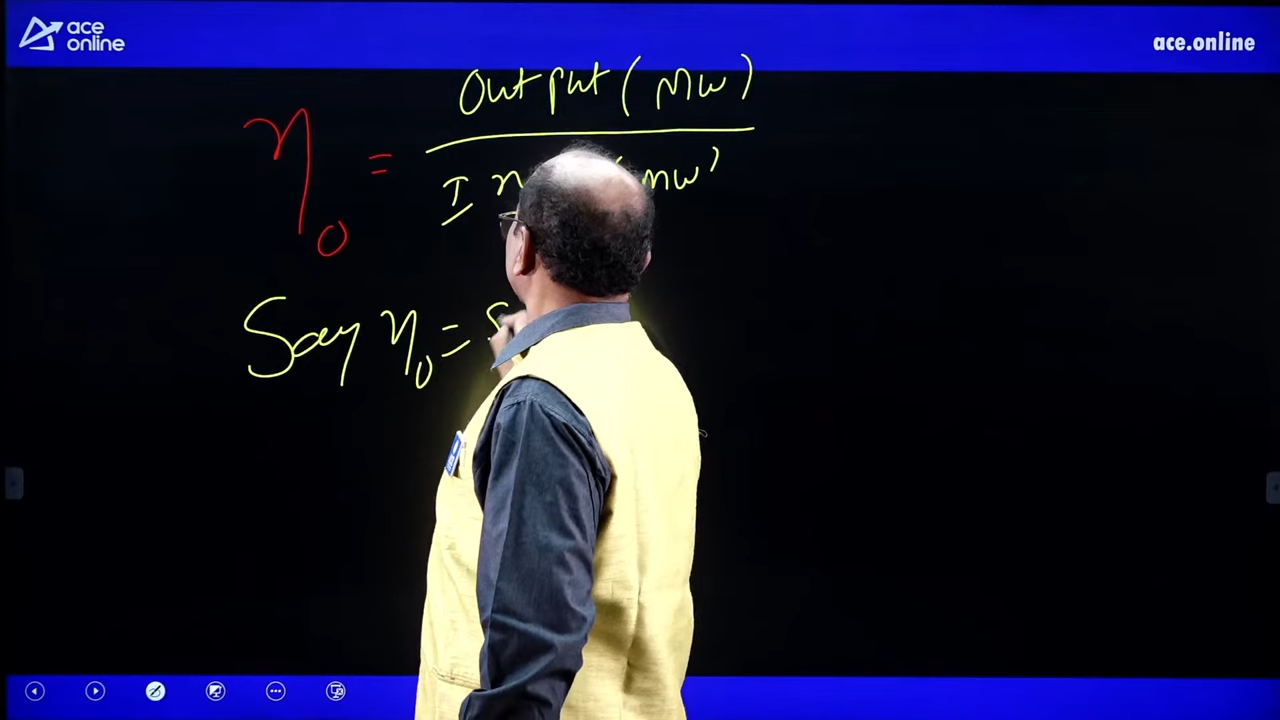 ace
online
ace.online
η₀ = Output (MW)
(MW)
Say η₀ =